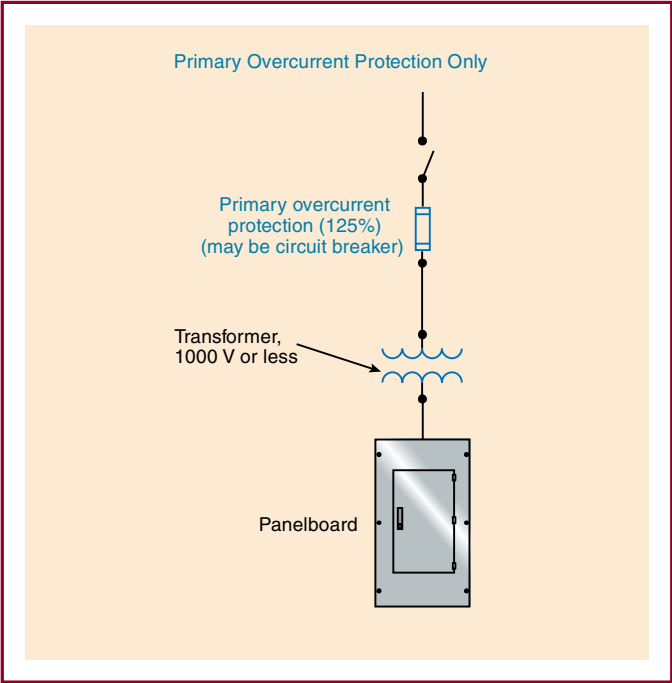 Primary Overcurrent Protection Only
Primary overcurrent
protection (125%)
(may be circuit breaker)
Transformer,
1000 V or less
Panelboard